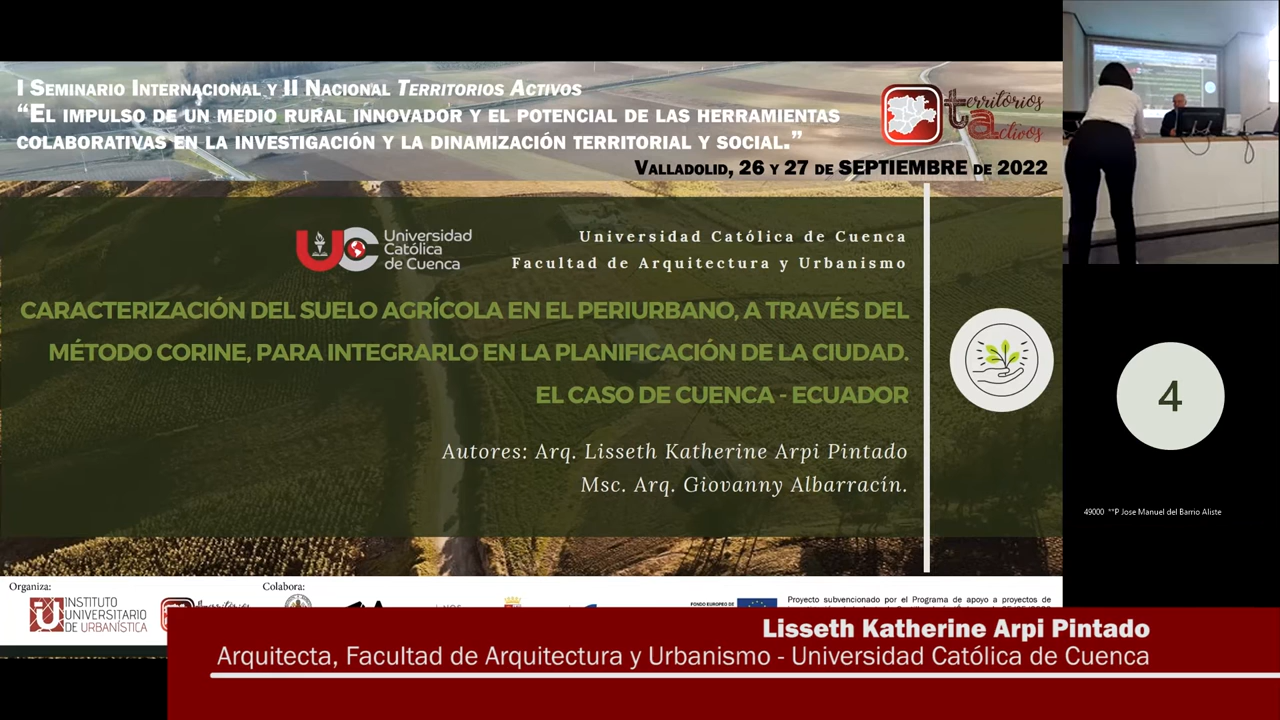 I Seminario Internacional y II Nacional Territorios Activos
“El impulso de un medio rural innovador y el potencial de las herramientas
colaborativas en la investigación y la dinamización territorial y social.”
Valladolid, 26 y 27 de SEPTIEMBRE de 2022
territorios
activos
UC
Universidad
Católica
de Cuenca
Universidad Católica de Cuenca
Facultad de Arquitectura y Urbanismo
CARACTERIZACIÓN DEL SUELO AGRÍCOLA EN EL PERIURBANO, A TRAVÉS DEL
MÉTODO CORINE, PARA INTEGRARLO EN LA PLANIFICACIÓN DE LA CIUDAD.
EL CASO DE CUENCA - ECUADOR
Autores: Arq. Lisseth Katherine Arpi Pintado
Msc. Arq. Giovanny Albarracín.
4
49000 **P Jose Manuel del Barrio Aliste
Organiza:
Colabora:
INSTITUTO
UNIVERSITARIO
DE URBANÍSTICA
FONDO EUROPEO DE
Proyecto subvencionado por el Programa de apoyo a proyectos de
Lisseth Katherine Arpi Pintado
Arquitecta, Facultad de Arquitectura y Urbanismo - Universidad Católica de Cuenca